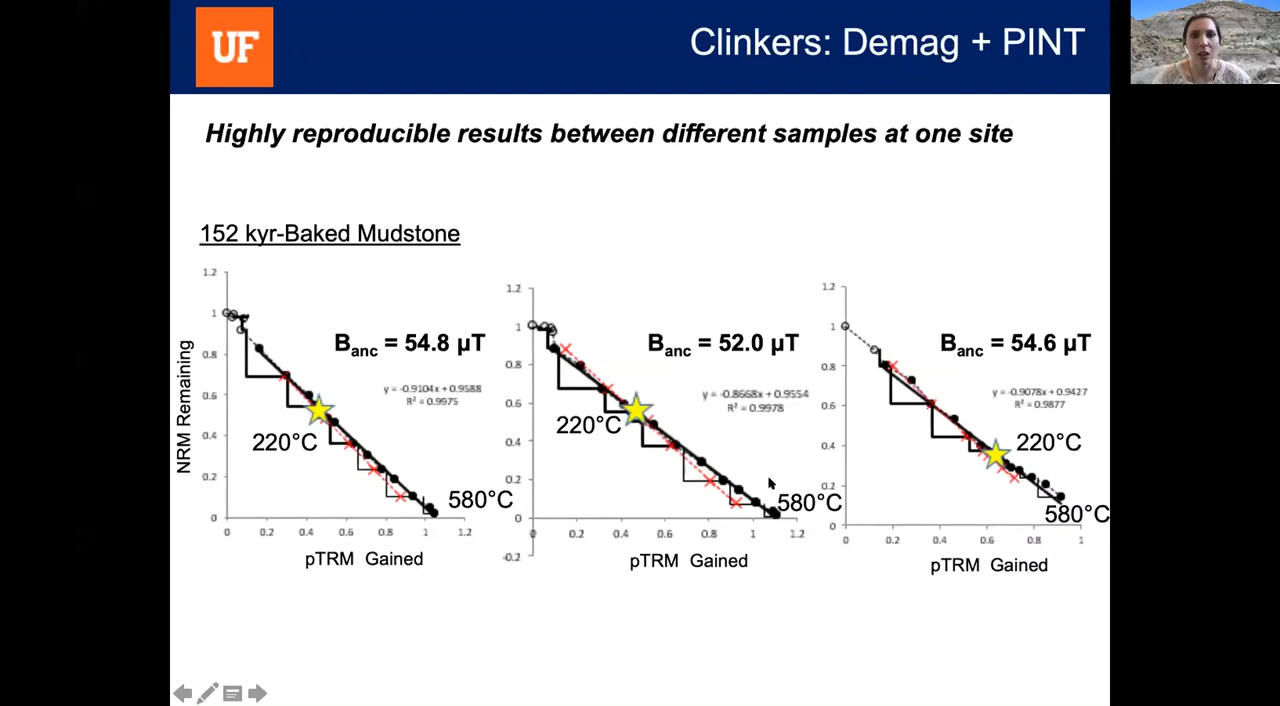 UF
Clinkers: Demag + PINT
Highly reproducible results between different samples at one site
152 kyr-Baked Mudstone
1.2
1
0.8
0.6
0.4
0.2
0
NRM Remaining
B_anc = 54.8 µT
y = -0.9104x + 0.9588
R² = 0.9975
220°C
580°C
0 0.2 0.4 0.6 0.8 1 1.2
pTRM Gained
1.2
1
0.8
0.6
0.4
0.2
0
-0.2
B_anc = 52.0 µT
y = -0.8668x + 0.9554
R² = 0.9978
220°C
580°C
0 0.2 0.4 0.6 0.8 1 1.2
pTRM Gained
1.2
1
0.8
0.6
0.4
0.2
0
B_anc = 54.6 µT
y = -0.9078x + 0.9427
R² = 0.9877
220°C
580°C
0 0.2 0.4 0.6 0.8 1
pTRM Gained